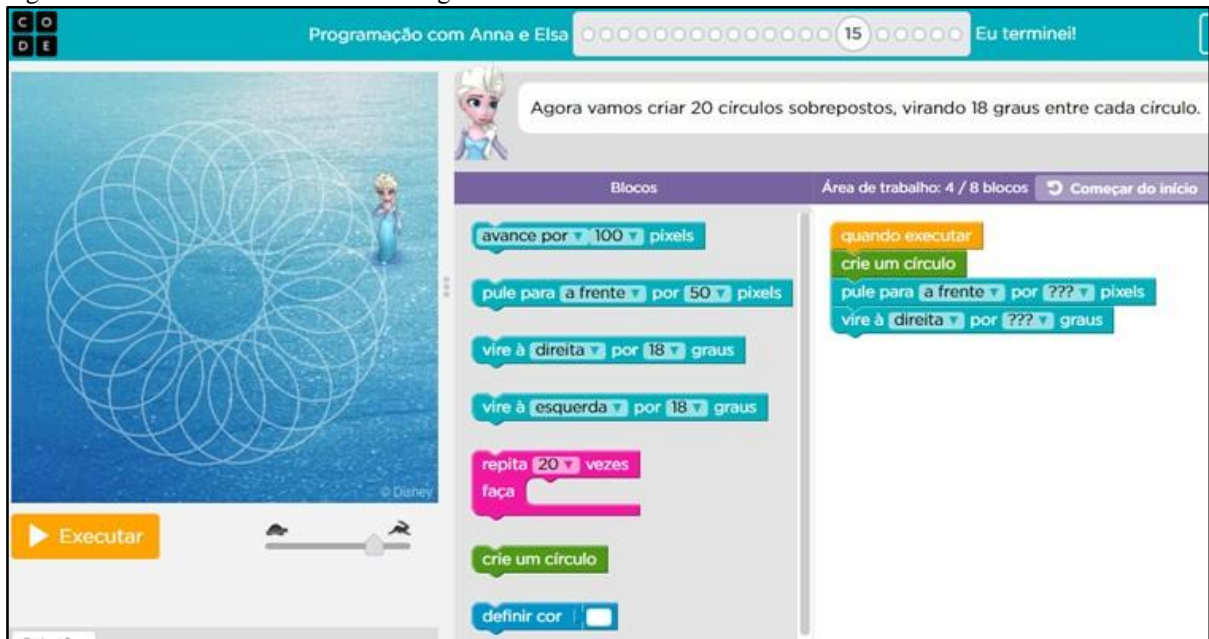 CODE
Programação com Anna e Elsa 15 Eu terminei!
Agora vamos criar 20 círculos sobrepostos, virando 18 graus entre cada círculo.
Blocos
Área de trabalho: 4 / 8 blocos Começar do início
avance por 100 pixels
pule para a frente por 50 pixels
vire à direita por 18 graus
vire à esquerda por 18 graus
repita 20 vezes
faça
crie um círculo
definir cor
quando executar
crie um círculo
pule para a frente por ??? pixels
vire à direita por ??? graus
© Disney
Executar